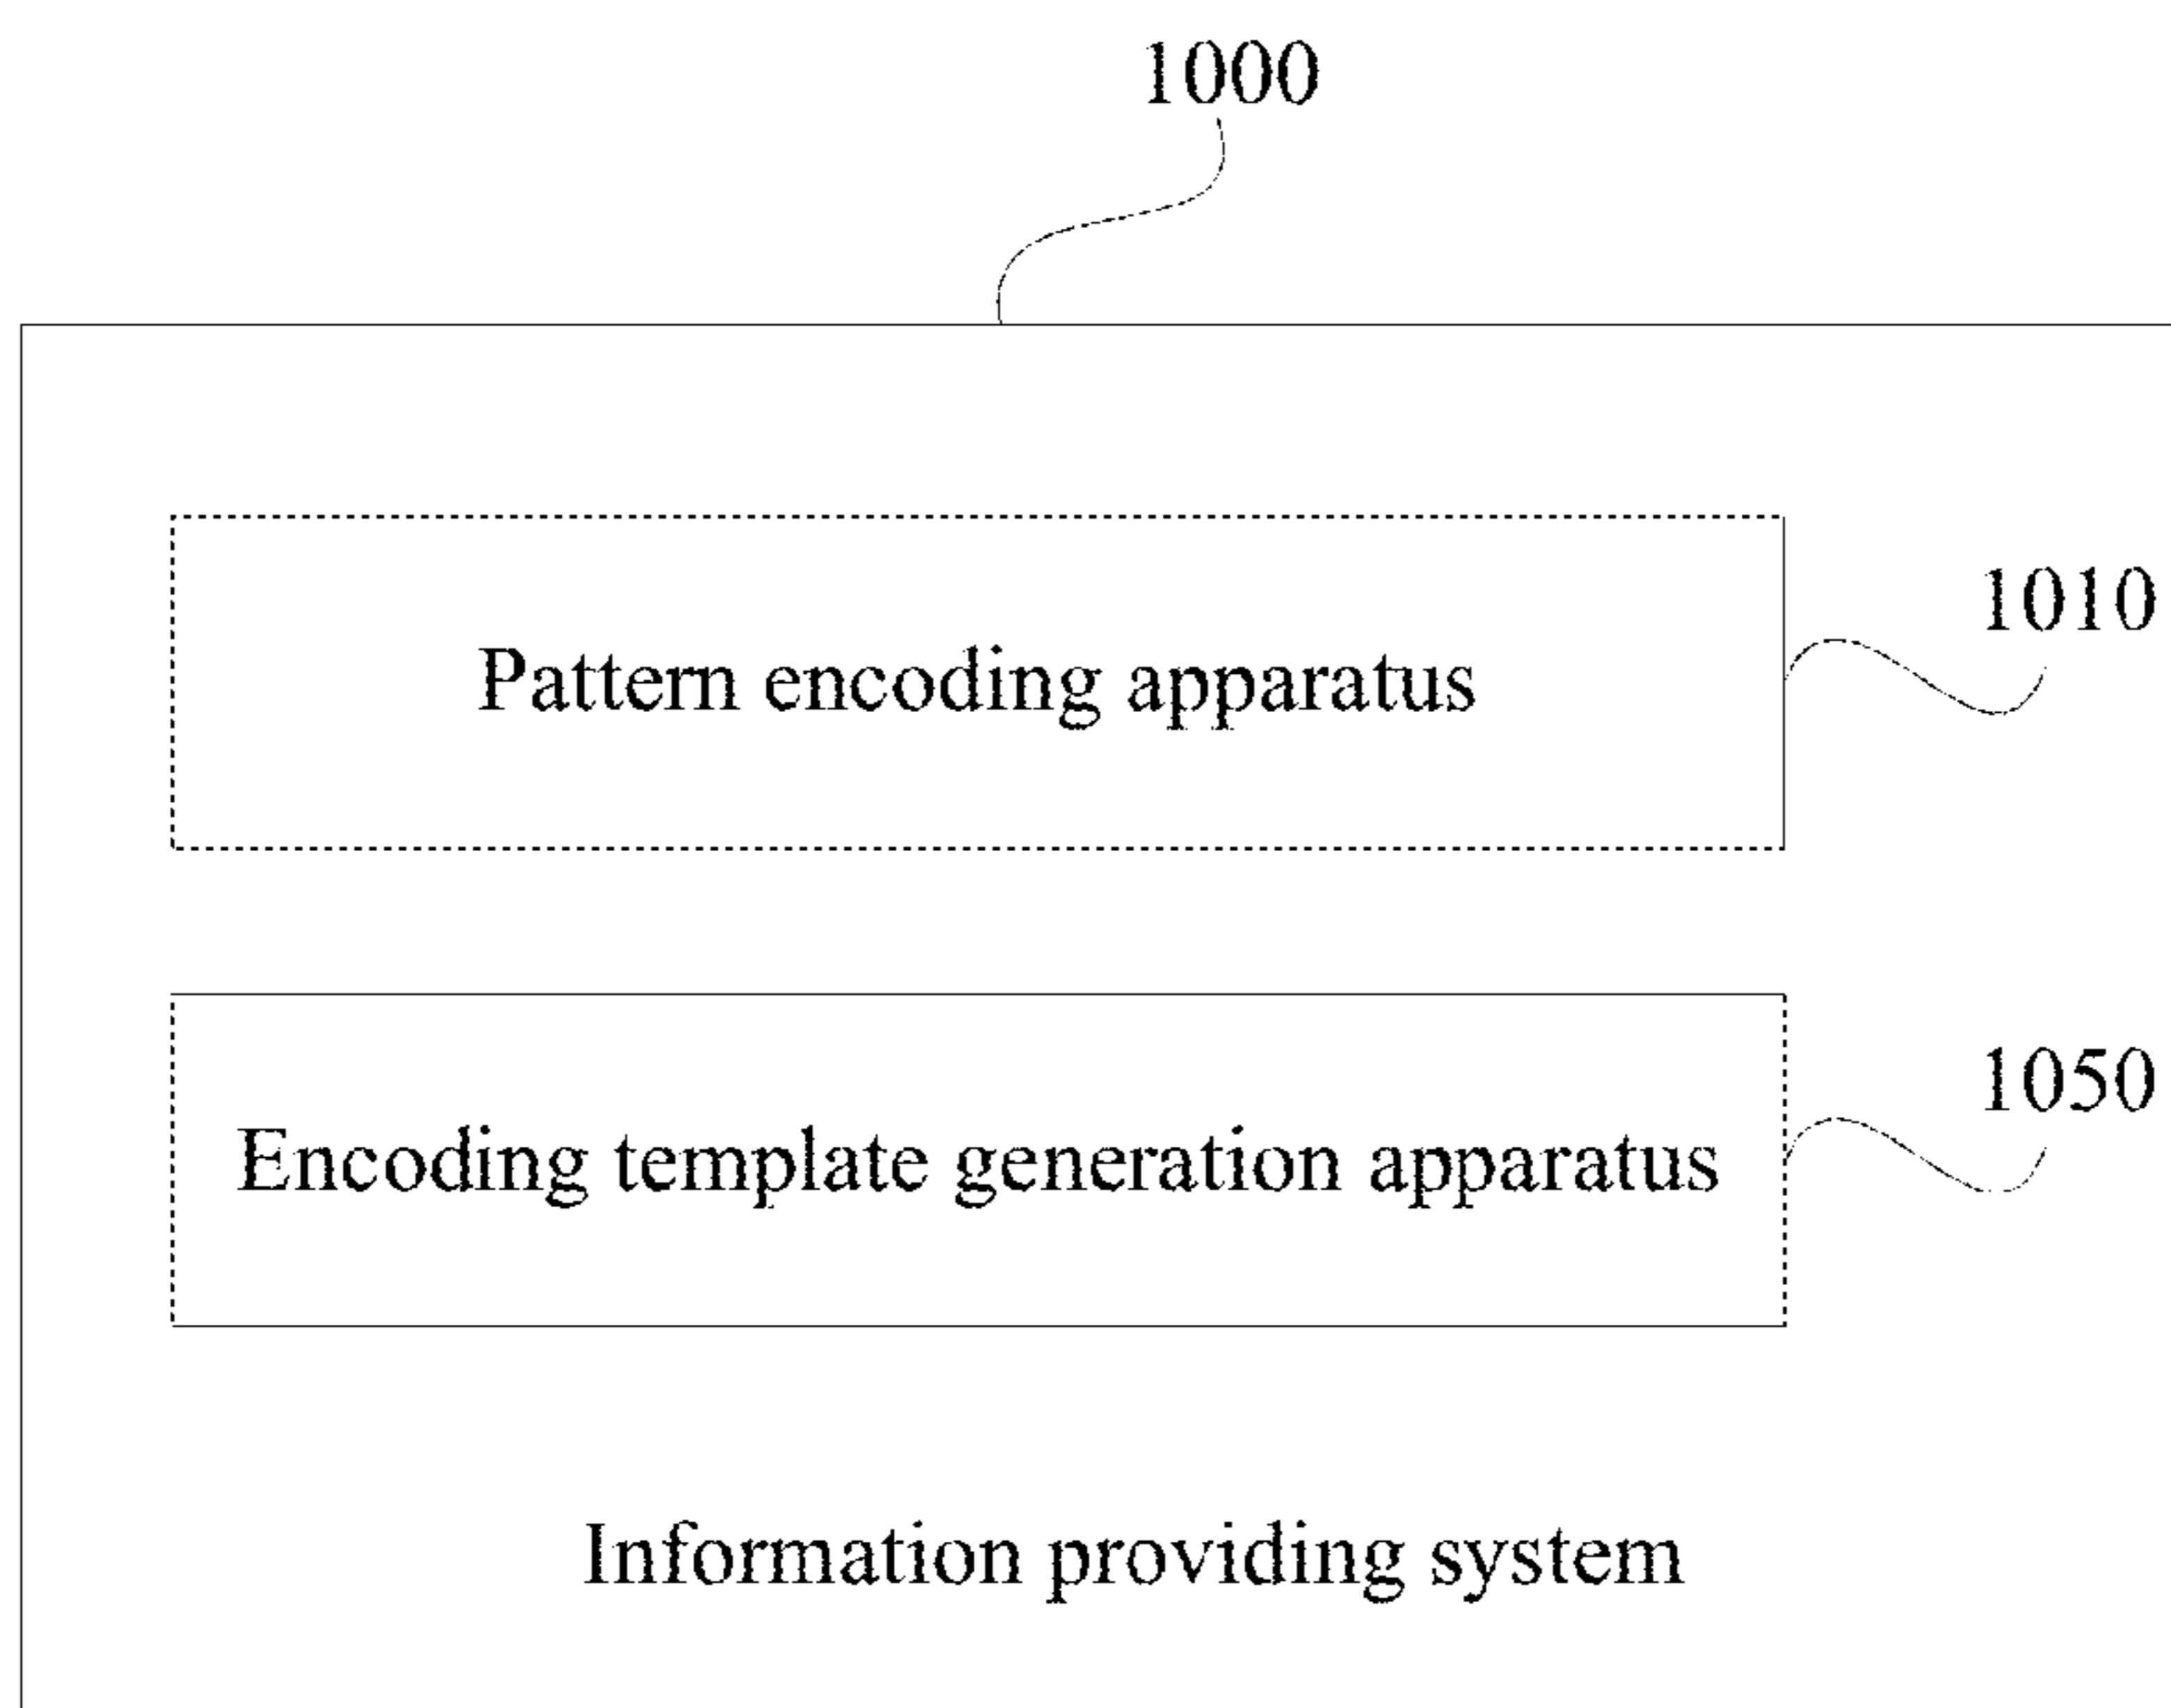 1000
Pattern encoding apparatus
1010
Encoding template generation apparatus
1050
Information providing system